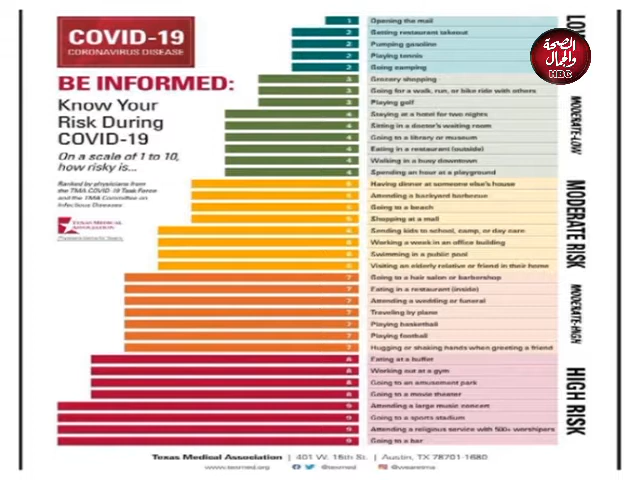 COVID-19
CORONAVIRUS DISEASE
BE INFORMED:
Know Your
Risk During
COVID-19
On a scale of 1 to 10,
how risky is...
Ranked by physicians from
the TMA COVID-19 Task Force
and the TMA Committee on
Infectious Diseases
TEXAS MEDICAL
ASSOCIATION
1 Opening the mail
2 Getting restaurant takeout
2 Pumping gasoline
2 Playing tennis
2 Going camping
3 Grocery shopping
3 Going for a walk, run, or bike ride with others
3 Playing golf
4 Staying at a hotel for two nights
4 Sitting in a doctor's waiting room
4 Going to a library or museum
4 Eating in a restaurant (outside)
4 Walking in a busy downtown
4 Spending an hour at a playground
5 Having dinner at someone else's house
5 Attending a backyard barbecue
5 Going to a beach
5 Shopping at a mall
6 Sending kids to school, camp, or day care
6 Working a week in an office building
6 Swimming in a public pool
6 Visiting an elderly relative or friend in their home
7 Going to a hair salon or barbershop
7 Eating in a restaurant (inside)
7 Attending a wedding or funeral
7 Traveling by plane
7 Playing basketball
7 Playing football
7 Hugging or shaking hands when greeting a friend
8 Eating at a buffet
8 Working out at a gym
8 Going to an amusement park
8 Going to a movie theater
9 Attending a large music concert
9 Going to a sports stadium
9 Attending a religious service with 500+ worshipers
9 Going to a bar
LOW
MODERATE-LOW
MODERATE RISK
MODERATE-HIGH
HIGH RISK
الصحة
والجمال
HBG
Texas Medical Association | 401 W. 15th St. | Austin, TX 78701-1680
www.texmed.org @texmed @wearetma